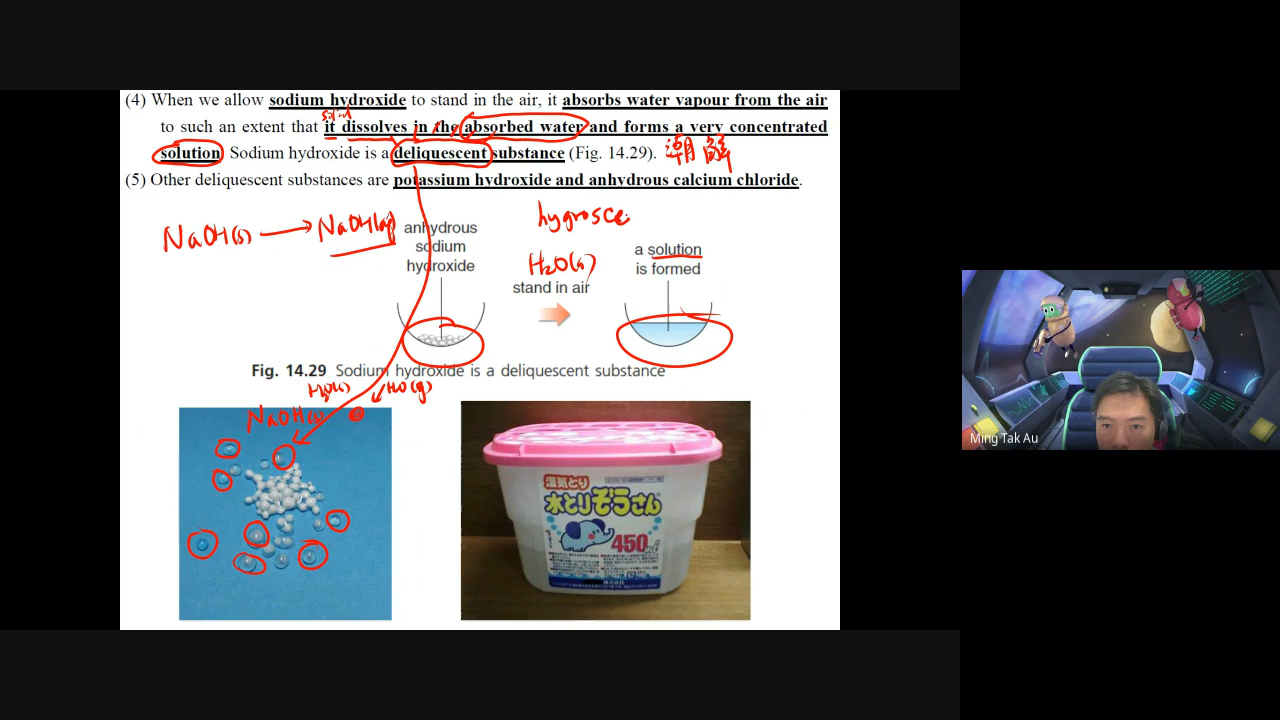 (4) When we allow sodium hydroxide to stand in the air, it absorbs water vapour from the air
solid
to such an extent that it dissolves in the absorbed water and forms a very concentrated
solution. Sodium hydroxide is a deliquescent substance (Fig. 14.29). 潮解
(5) Other deliquescent substances are potassium hydroxide and anhydrous calcium chloride.
NaOH(s) → NaOH(aq)
anhydrous
sodium
hydroxide
hygrosc
H₂O(g)
stand in air
a solution
is formed
Fig. 14.29 Sodium hydroxide is a deliquescent substance
H₂O(g)
NaOH(s)
湿気とり
水とりぞうさん
450ml
Ming Tak Au